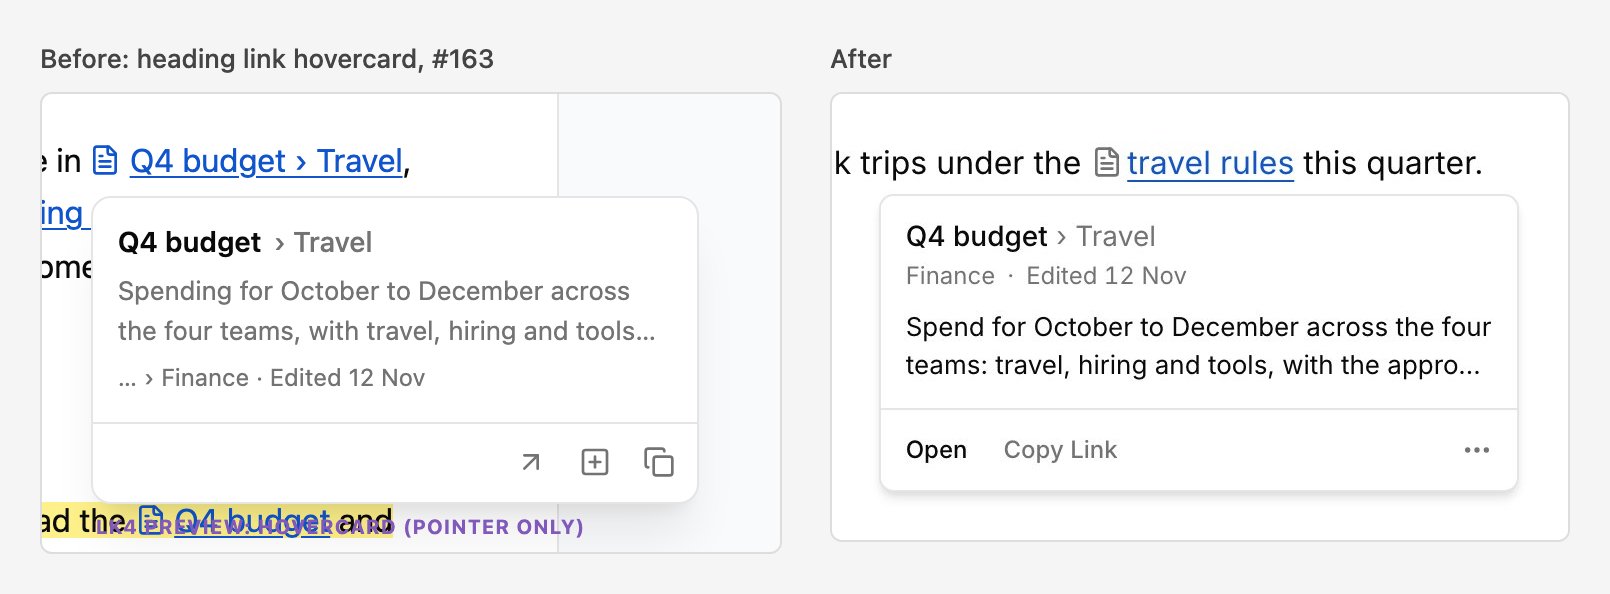 Before: heading link hovercard, #163
e in Q4 budget › Travel,
ing
ome
Q4 budget › Travel
Spending for October to December across
the four teams, with travel, hiring and tools...
... › Finance · Edited 12 Nov
ad the Q4 budget and
LK4 PREVIEW: HOVERCARD (POINTER ONLY)
After
k trips under the travel rules this quarter.
Q4 budget › Travel
Finance · Edited 12 Nov
Spend for October to December across the four
teams: travel, hiring and tools, with the appro...
Open Copy Link